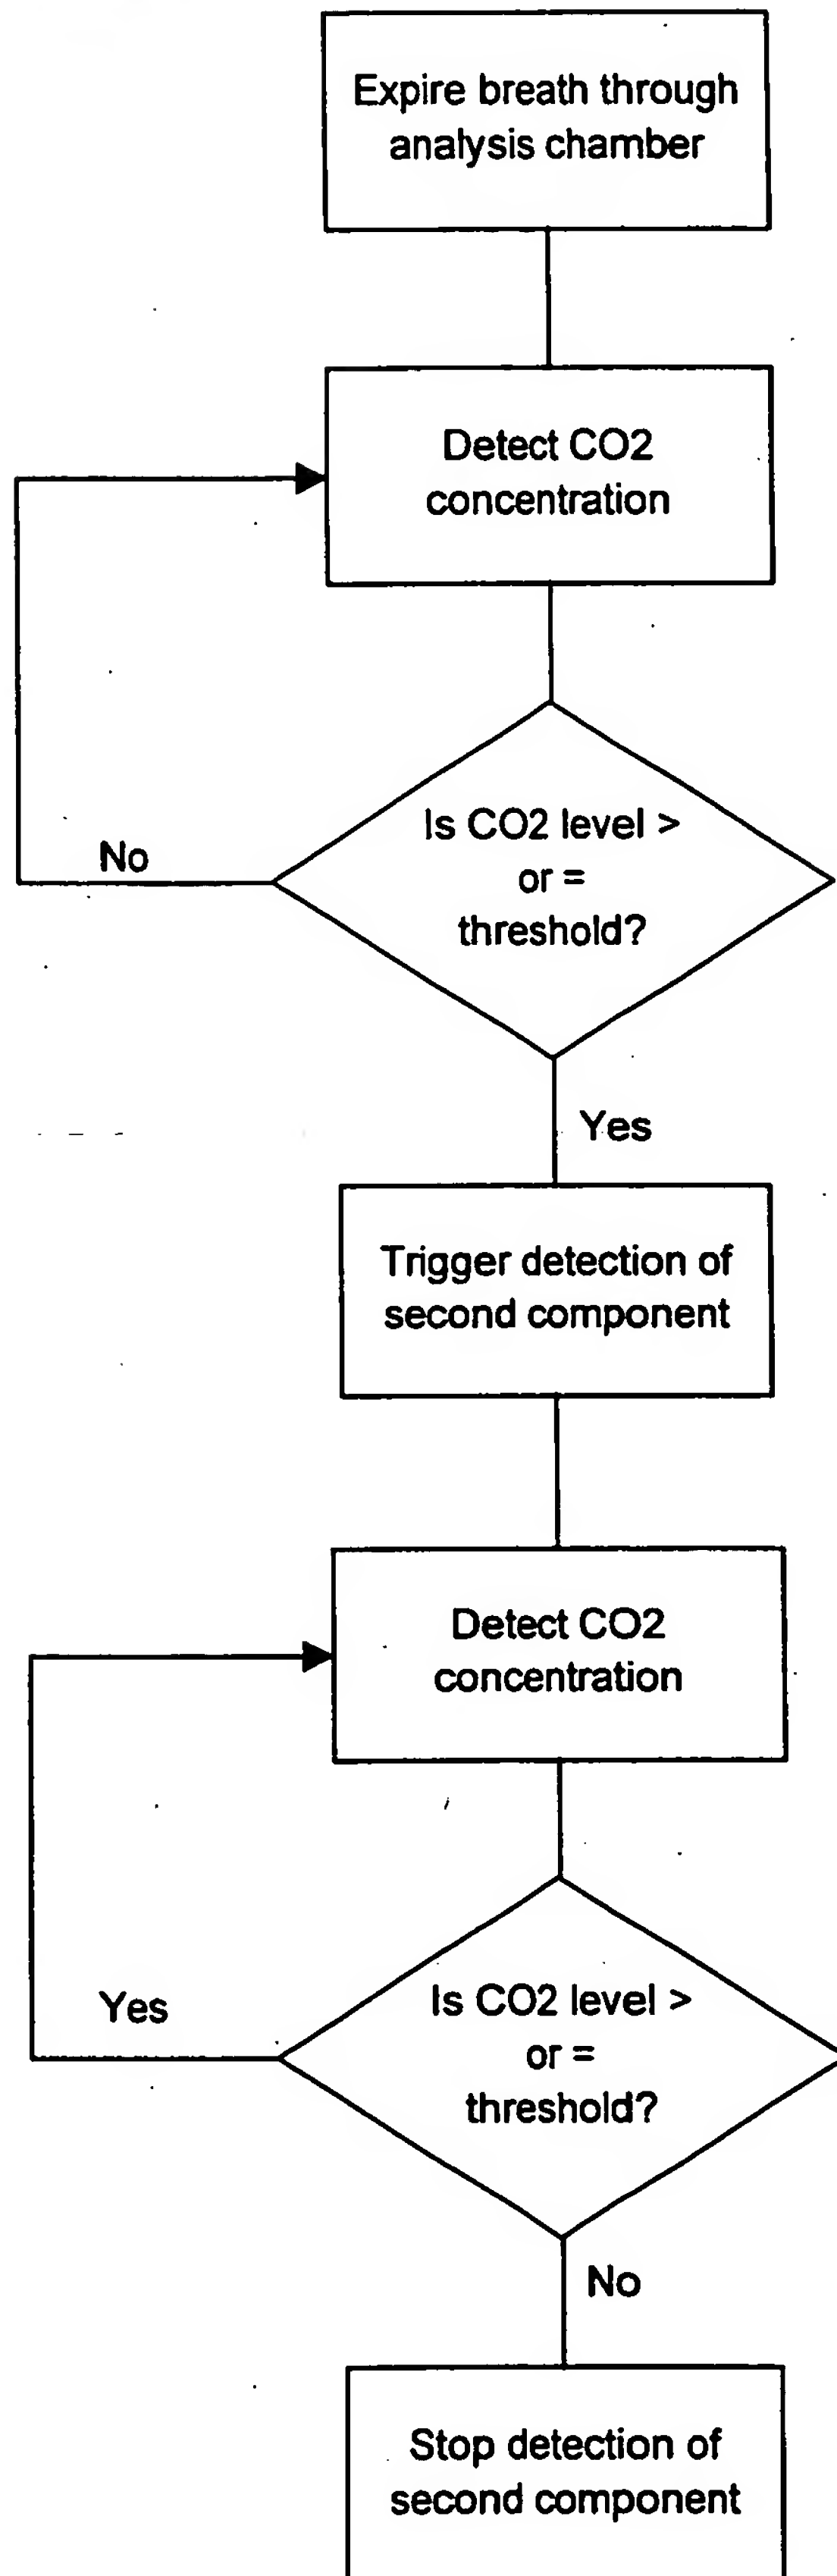 Expire breath through
analysis chamber
Detect CO2
concentration
Is CO2 level >
or =
threshold?
No
Yes
Trigger detection of
second component
Detect CO2
concentration
Is CO2 level >
or =
threshold?
Yes
No
Stop detection of
second component